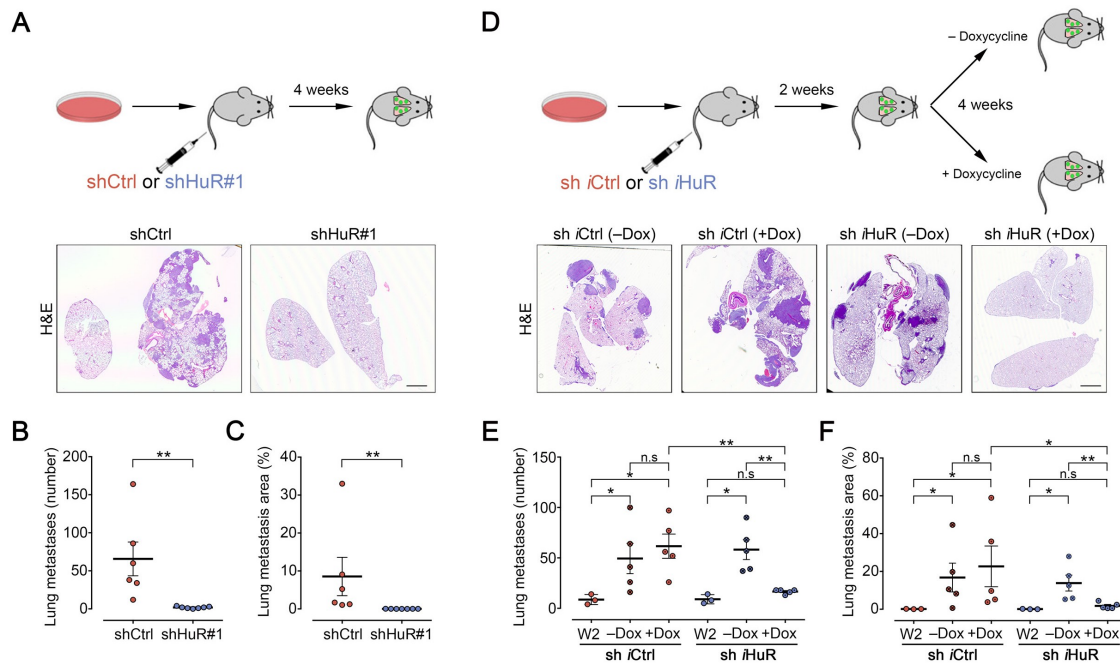 A
4 weeks
shCtrl or shHuR#1
shCtrl
shHuR#1
H&E
B
Lung metastases (number)
200
150
100
50
0
**
shCtrl shHuR#1
C
Lung metastasis area (%)
40
30
20
10
0
**
shCtrl shHuR#1
D
2 weeks
– Doxycycline
4 weeks
+ Doxycycline
sh iCtrl or sh iHuR
sh iCtrl (–Dox)
sh iCtrl (+Dox)
sh iHuR (–Dox)
sh iHuR (+Dox)
H&E
E
Lung metastases (number)
150
100
50
0
**
n.s
**
*
n.s
*
*
W2 –Dox +Dox
W2 –Dox +Dox
sh iCtrl
sh iHuR
F
Lung metastasis area (%)
80
60
40
20
0
*
n.s
**
*
n.s
*
*
W2 –Dox +Dox
W2 –Dox +Dox
sh iCtrl
sh iHuR